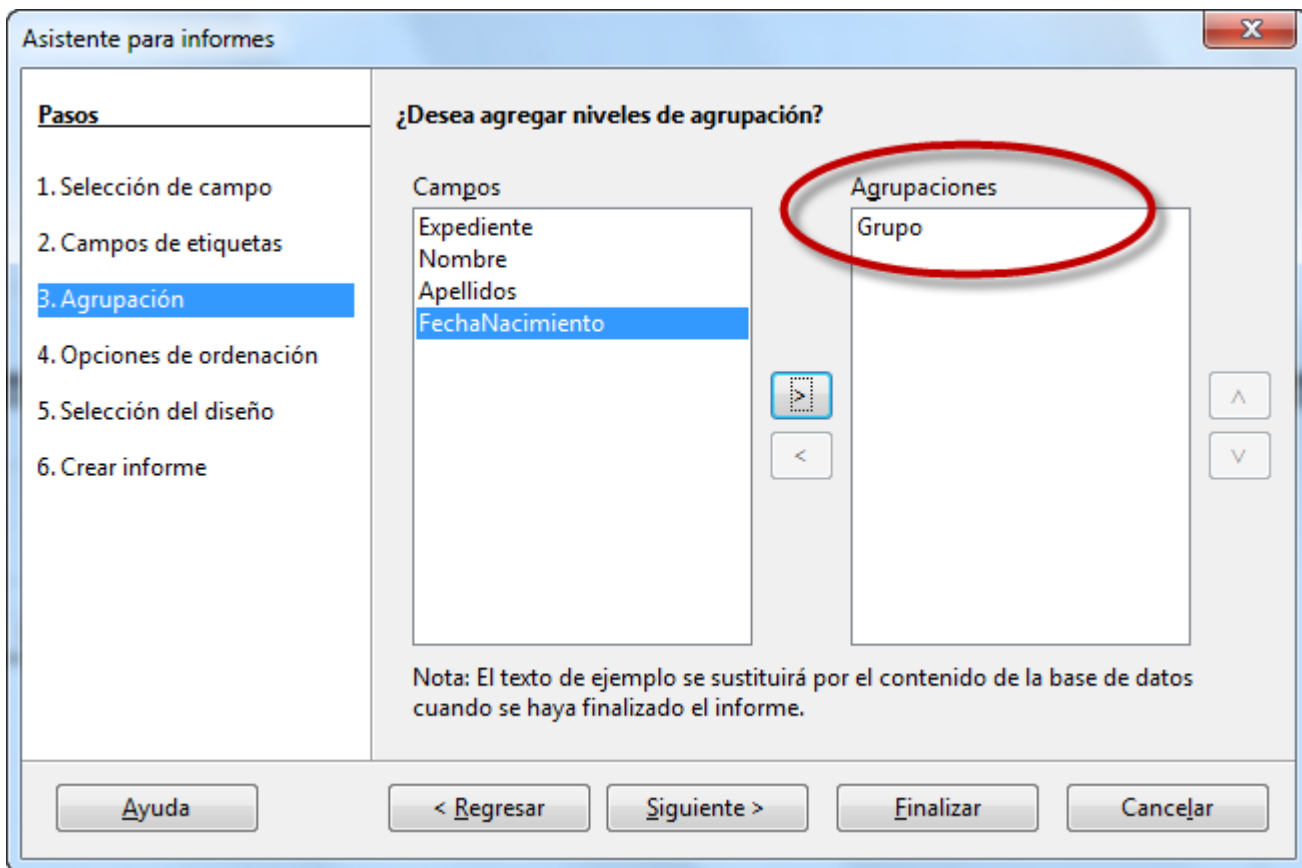 Asistente para informes
x
Pasos
1. Selección de campo
2. Campos de etiquetas
3. Agrupación
4. Opciones de ordenación
5. Selección del diseño
6. Crear informe
¿Desea agregar niveles de agrupación?
Campos
Expediente
Nombre
Apellidos
FechaNacimiento
>
<
Agrupaciones
Grupo
^
v
Nota: El texto de ejemplo se sustituirá por el contenido de la base de datos
cuando se haya finalizado el informe.
Ayuda
< Regresar
Siguiente >
Finalizar
Cancelar